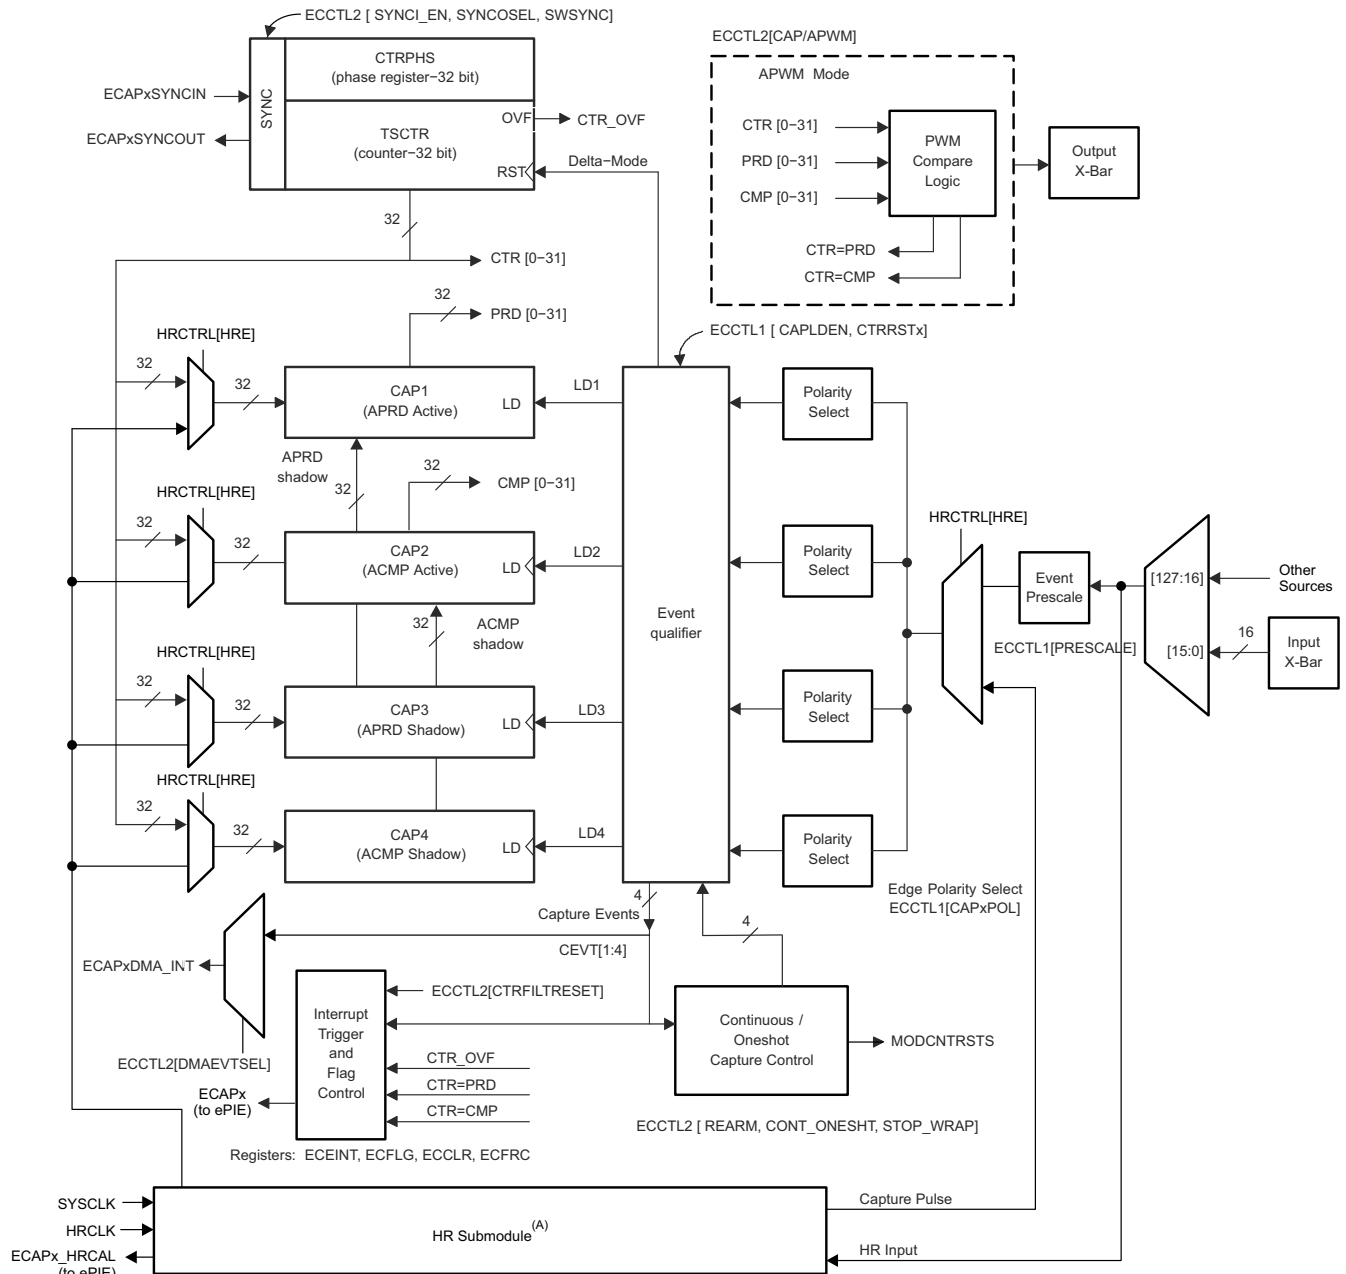 ECCTL2 [ SYNCI_EN, SYNCOSEL, SWSYNC]
CTRPHS
(phase register−32 bit)
SYNC
ECAPxSYNCIN
ECAPxSYNCOUT
TSCTR
(counter−32 bit)
OVF
CTR_OVF
RST
Delta−Mode
ECCTL2[CAP/APWM]
APWM Mode
CTR [0−31]
PRD [0−31]
CMP [0−31]
PWM
Compare
Logic
Output
X-Bar
CTR=PRD
CTR=CMP
32
CTR [0−31]
32
PRD [0−31]
ECCTL1 [ CAPLDEN, CTRRSTx]
HRCTRL[HRE]
32
32
CAP1
(APRD Active)
LD
LD1
Polarity
Select
APRD
shadow
32
32
CMP [0−31]
HRCTRL[HRE]
32
32
CAP2
(ACMP Active)
LD
LD2
Polarity
Select
HRCTRL[HRE]
Event
Prescale
ECCTL1[PRESCALE]
[127:16]
Other
Sources
[15:0]
16
Input
X-Bar
Event
qualifier
32
ACMP
shadow
HRCTRL[HRE]
32
32
CAP3
(APRD Shadow)
LD
LD3
Polarity
Select
HRCTRL[HRE]
32
32
CAP4
(ACMP Shadow)
LD
LD4
Polarity
Select
Edge Polarity Select
ECCTL1[CAPxPOL]
4
Capture Events
CEVT[1:4]
4
ECAPxDMA_INT
ECCTL2[DMAEVTSEL]
Interrupt
Trigger
and
Flag
Control
ECCTL2[CTRFILTRESET]
CTR_OVF
CTR=PRD
CTR=CMP
ECAPx
(to ePIE)
Continuous /
Oneshot
Capture Control
MODCNTRSTS
ECCTL2 [ REARM, CONT_ONESHT, STOP_WRAP]
Registers: ECEINT, ECFLG, ECCLR, ECFRC
SYSCLK
HRCLK
ECAPx_HRCAL
(to ePIE)
HR Submodule(A)
Capture Pulse
HR Input